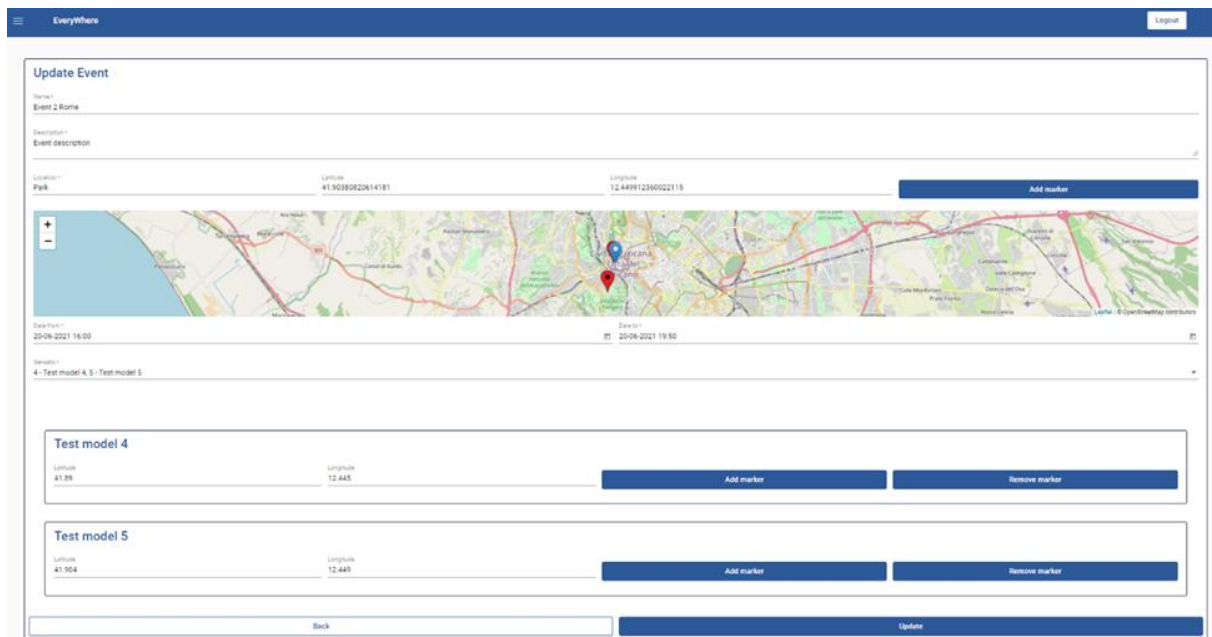 EveryWhere
Logout
Update Event
Name *
Event 2 Rome
Description *
Event description
Location *
Latitude
Longitude
Park
41.90380820614181
12.449912360022116
Add marker
+
−
Leaflet | © OpenStreetMap contributors
Date from *
Date to *
20-06-2021 16:00
20-06-2021 19:50
Sensors *
4 - Test model 4, 5 - Test model 5
Test model 4
Latitude
Longitude
41.89
12.445
Add marker
Remove marker
Test model 5
Latitude
Longitude
41.904
12.449
Add marker
Remove marker
Back
Update